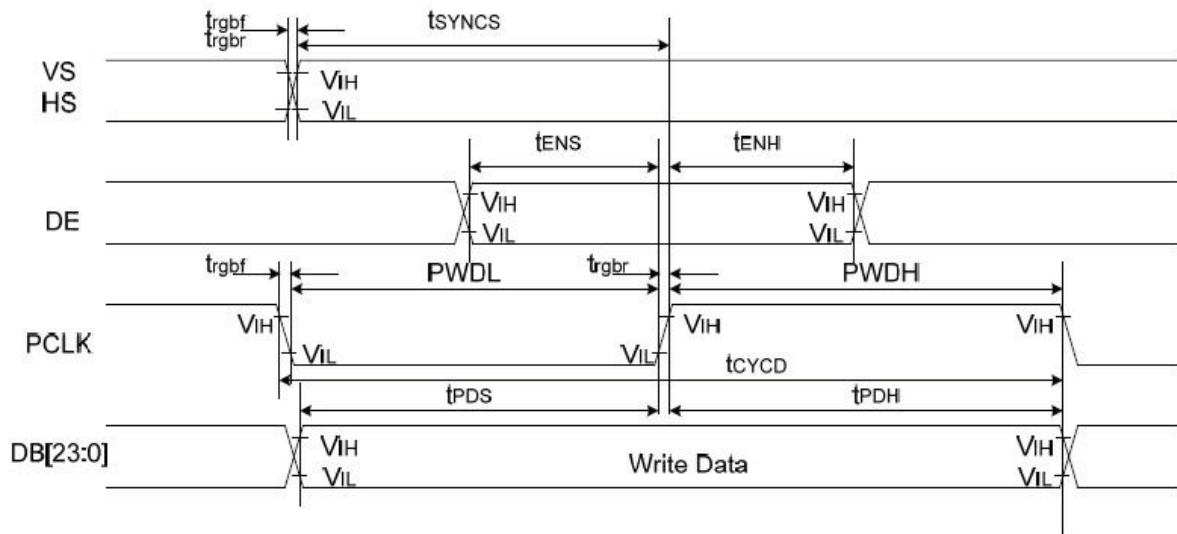 trgbf
trgbr
tSYNCS
VS
HS
VIH
VIL
tENS
tENH
DE
VIH
VIL
VIH
VIL
trgbf
PWDL
trgbr
PWDH
PCLK
VIH
VIL
VIL
VIH
VIH
tCYCD
tPDS
tPDH
DB[23:0]
VIH
VIL
Write Data
VIH
VIL